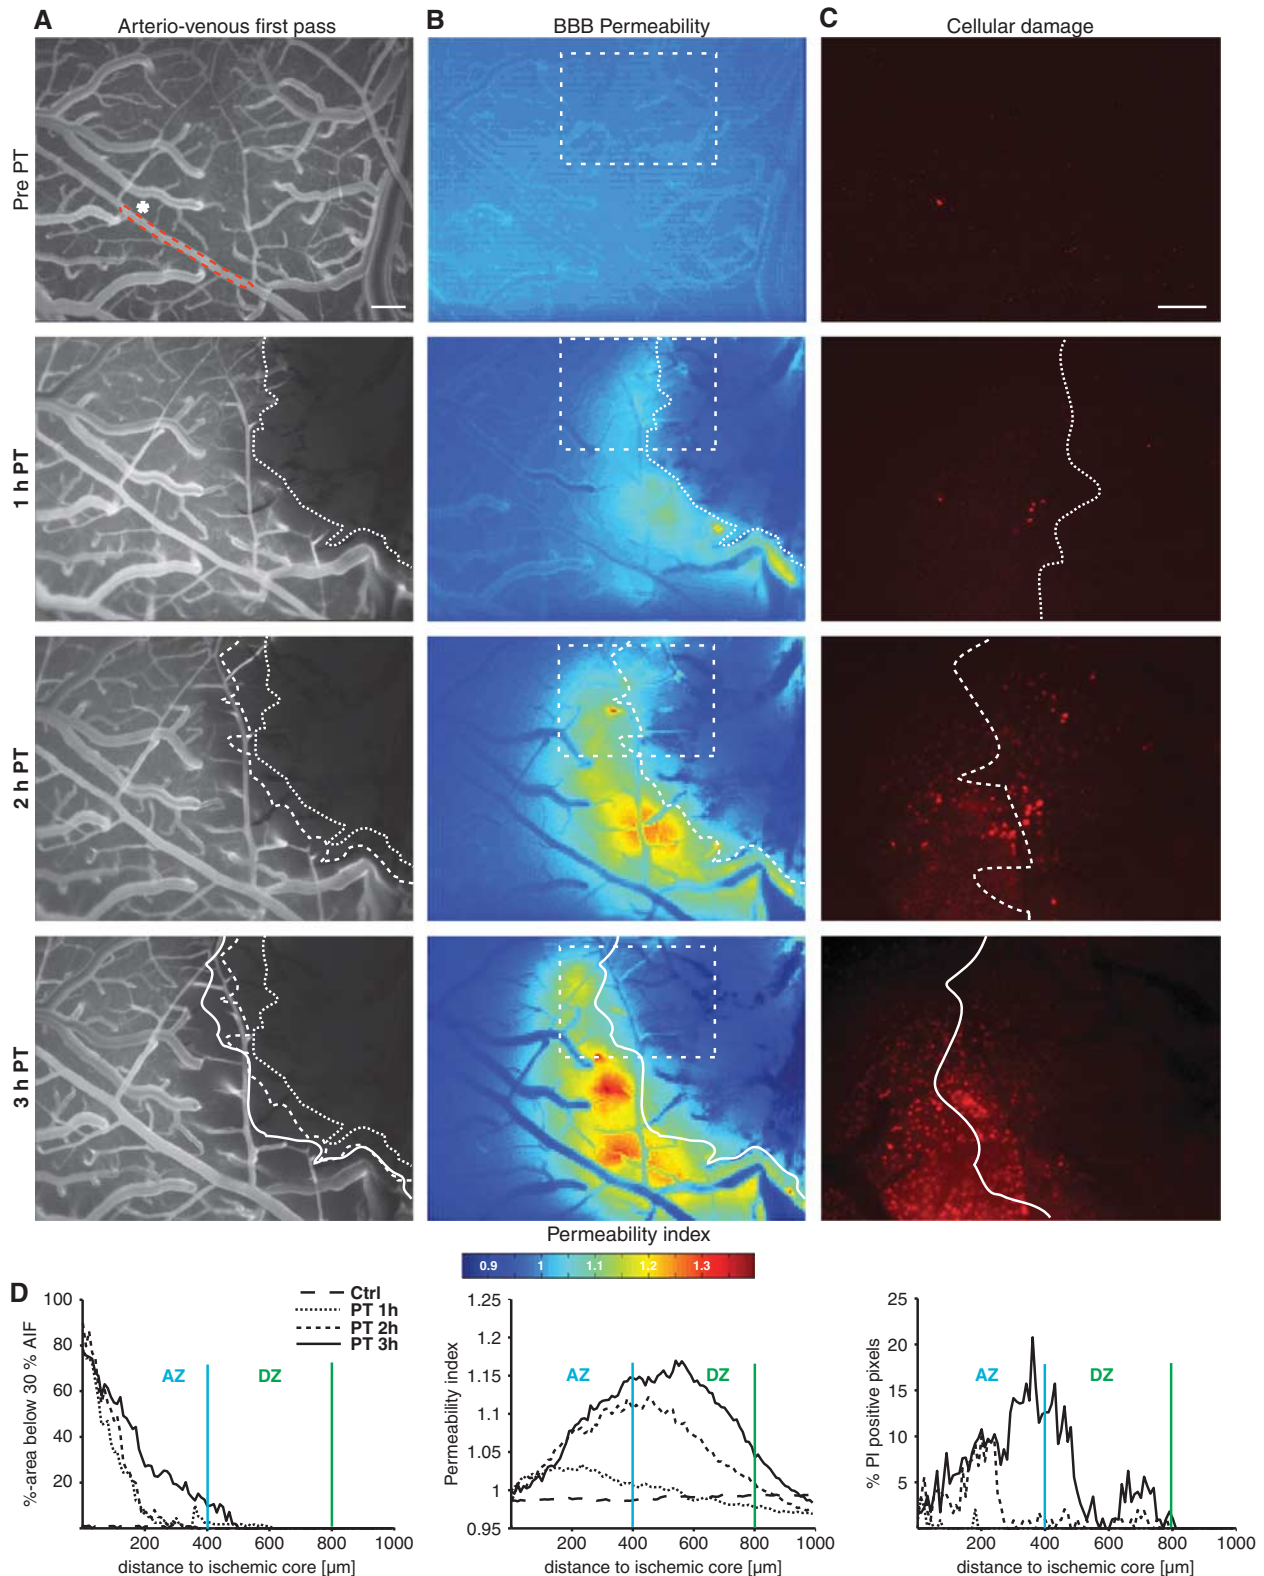 A
Arterio-venous first pass
B
BBB Permeability
C
Cellular damage
Pre PT
*
1 h PT
2 h PT
3 h PT
Permeability index
0.9 1 1.1 1.2 1.3
D
100
80
60
40
20
%-area below 30 % AIF
Ctrl
PT 1h
PT 2h
PT 3h
AZ DZ
200 400 600 800 1000
distance to ischemic core [µm]
1.25
1.2
1.15
1.1
1.05
1
0.95
Permeability index
AZ DZ
200 400 600 800 1000
distance to ischemic core [µm]
25
20
15
10
5
% PI positive pixels
AZ DZ
200 400 600 800 1000
distance to ischemic core [µm]